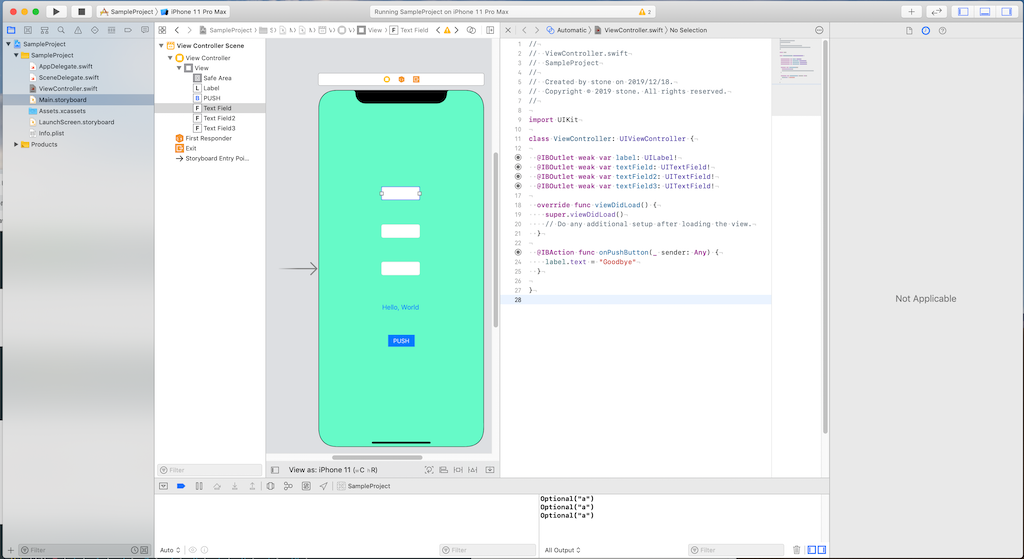 SampleProject > iPhone 11 Pro Max
Running SampleProject on iPhone 11 Pro Max
2
SampleProject
SampleProject
AppDelegate.swift
SceneDelegate.swift
ViewController.swift
Main.storyboard
Assets.xcassets
LaunchScreen.storyboard
Info.plist
Products
Filter
SampleProject
View
F Text Field
View Controller Scene
View Controller
View
Safe Area
L Label
B PUSH
F Text Field
F Text Field2
F Text Field3
First Responder
Exit
Storyboard Entry Poi...
Filter
Hello, World
PUSH
View as: iPhone 11 (wC hR)
Automatic > ViewController.swift > No Selection
1 //
2 //  ViewController.swift
3 //  SampleProject
4 //
5 //  Created by stone on 2019/12/18.
6 //  Copyright © 2019 stone. All rights reserved.
7 //
8
9 import UIKit
10
11 class ViewController: UIViewController {
12
@IBOutlet weak var label: UILabel!
@IBOutlet weak var textField: UITextField!
@IBOutlet weak var textField2: UITextField!
@IBOutlet weak var textField3: UITextField!
17
18 override func viewDidLoad() {
19 super.viewDidLoad()
20 // Do any additional setup after loading the view.
21 }
22
@IBAction func onPushButton(_ sender: Any) {
24 label.text = "Goodbye"
25 }
26
27 }
28
Not Applicable
SampleProject
Auto
Filter
Optional("a")
Optional("a")
Optional("a")
All Output
Filter